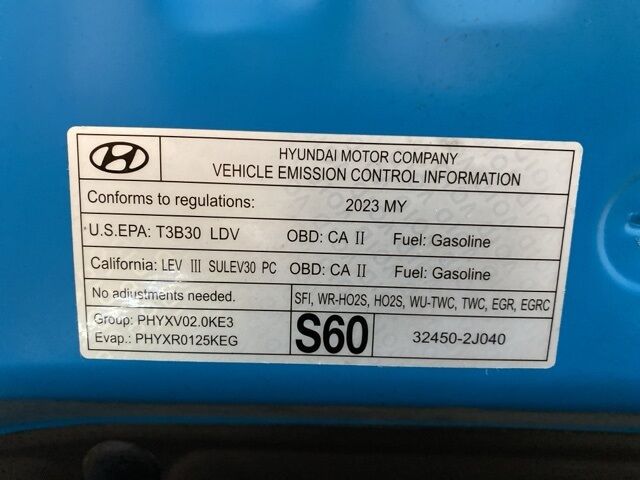 HYUNDAI MOTOR COMPANY
VEHICLE EMISSION CONTROL INFORMATION
Conforms to regulations: 2023 MY
U.S.EPA: T3B30 LDV OBD: CA II Fuel: Gasoline
California: LEV III SULEV30 PC OBD: CA II Fuel: Gasoline
No adjustments needed. SFI, WR-HO2S, HO2S, WU-TWC, TWC, EGR, EGRC
Group: PHYXV02.0KE3
Evap.: PHYXR0125KEG
S60
32450-2J040